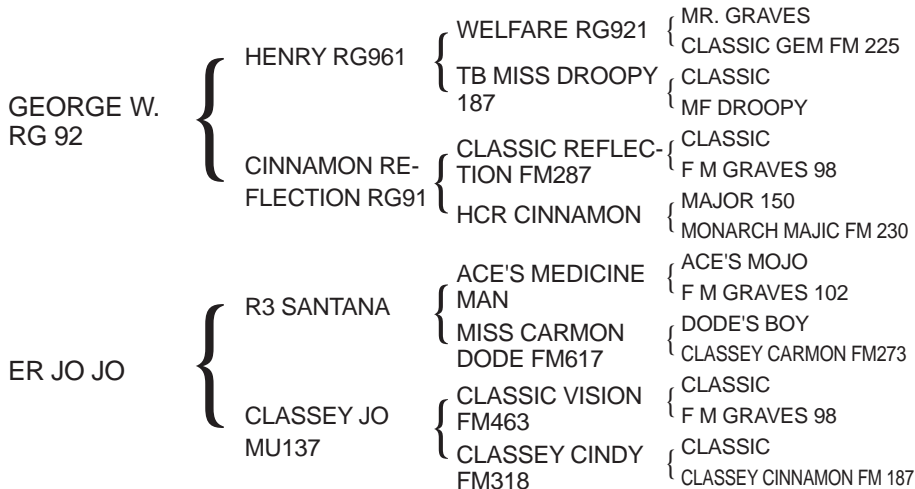 GEORGE W.
RG 92
HENRY RG961
CINNAMON RE-
FLECTION RG91
WELFARE RG921
TB MISS DROOPY
187
CLASSIC REFLEC-
TION FM287
HCR CINNAMON
MR. GRAVES
CLASSIC GEM FM 225
CLASSIC
MF DROOPY
CLASSIC
F M GRAVES 98
MAJOR 150
MONARCH MAJIC FM 230
ER JO JO
R3 SANTANA
CLASSEY JO
MU137
ACE'S MEDICINE
MAN
MISS CARMON
DODE FM617
CLASSIC VISION
FM463
CLASSEY CINDY
FM318
ACE'S MOJO
F M GRAVES 102
DODE'S BOY
CLASSEY CARMON FM273
CLASSIC
F M GRAVES 98
CLASSIC
CLASSEY CINNAMON FM 187